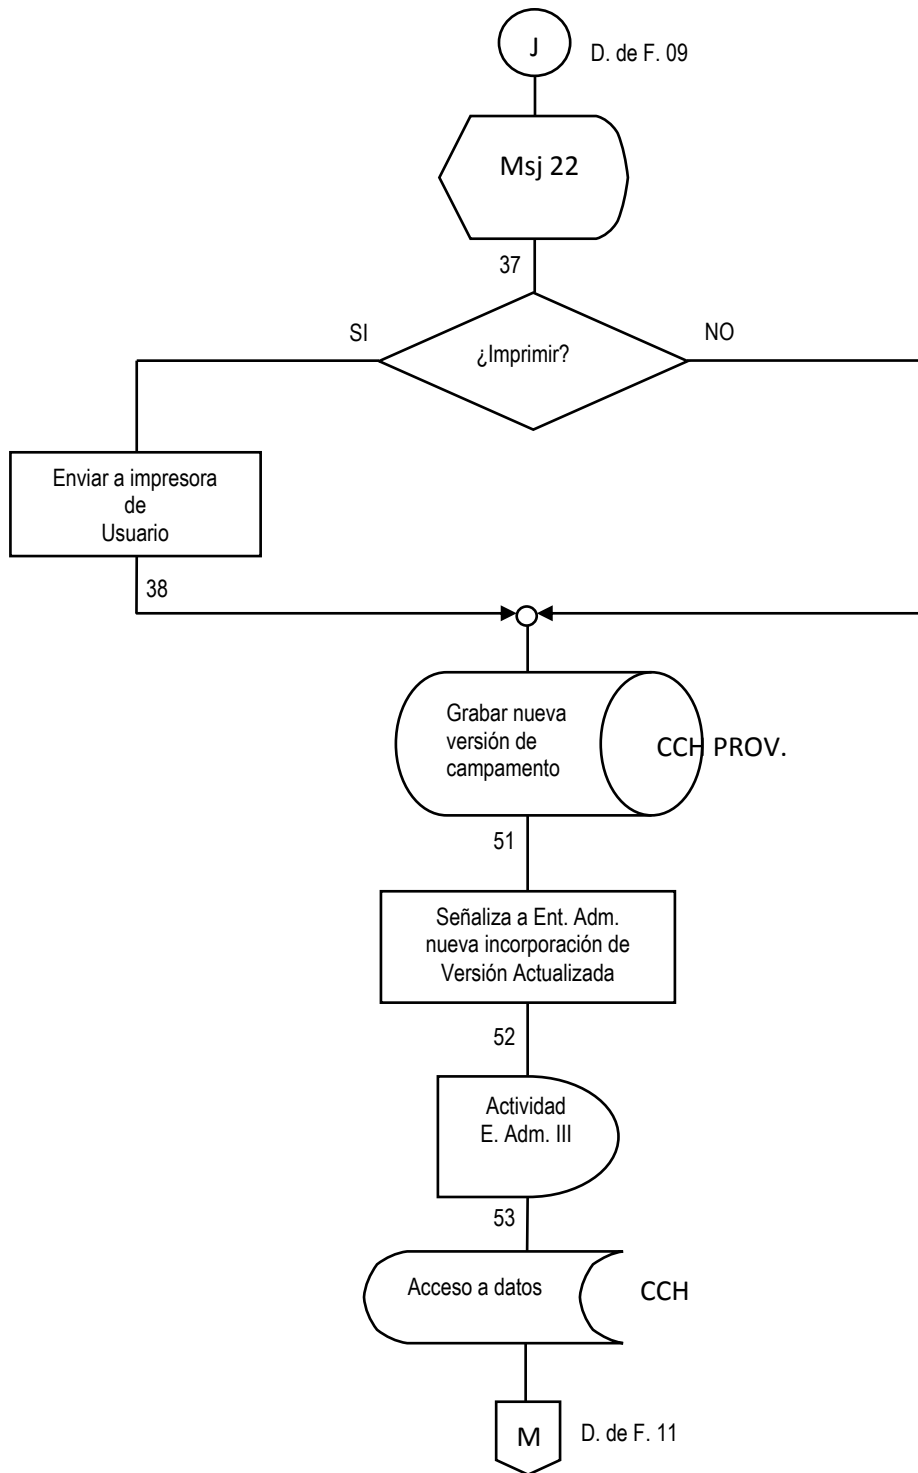 J
D. de F. 09
Msj 22
37
SI
¿Imprimir?
NO
Enviar a impresora
de
Usuario
38
Grabar nueva
versión de
campamento
CCH PROV.
51
Señaliza a Ent. Adm.
nueva incorporación de
Versión Actualizada
52
Actividad
E. Adm. III
53
Acceso a datos
CCH
M
D. de F. 11